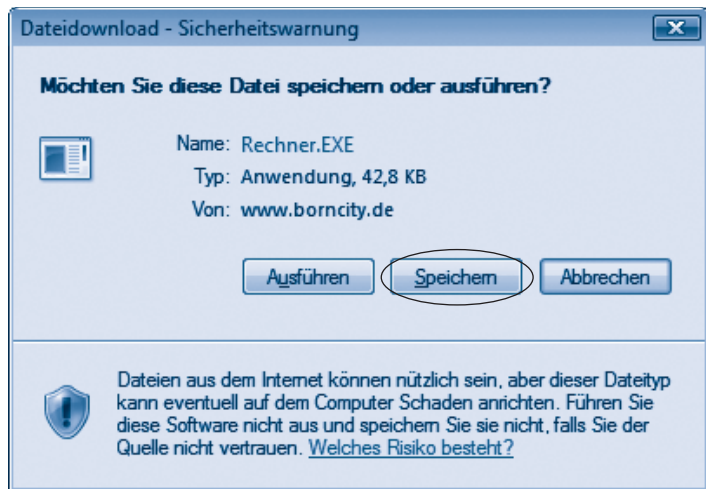 Dateidownload - Sicherheitswarnung
Möchten Sie diese Datei speichern oder ausführen?
Name: Rechner.EXE
Typ: Anwendung, 42,8 KB
Von: www.borncity.de
Ausführen Speichern Abbrechen
Dateien aus dem Internet können nützlich sein, aber dieser Dateityp
kann eventuell auf dem Computer Schaden anrichten. Führen Sie
diese Software nicht aus und speichern Sie sie nicht, falls Sie der
Quelle nicht vertrauen. Welches Risiko besteht?